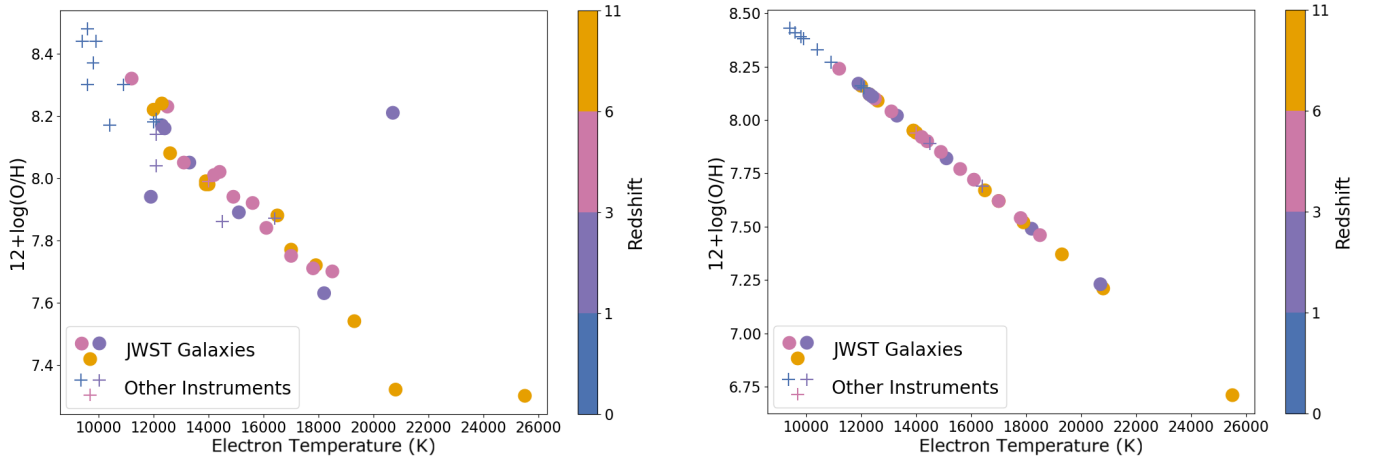 8.4
8.2
8.0
7.8
7.6
7.4
12+log(O/H)
JWST Galaxies
Other Instruments
10000 12000 14000 16000 18000 20000 22000 24000 26000
Electron Temperature (K)
11
6
3
1
0
Redshift
8.50
8.25
8.00
7.75
7.50
7.25
7.00
6.75
12+log(O/H)
JWST Galaxies
Other Instruments
10000 12000 14000 16000 18000 20000 22000 24000 26000
Electron Temperature (K)
11
6
3
1
0
Redshift